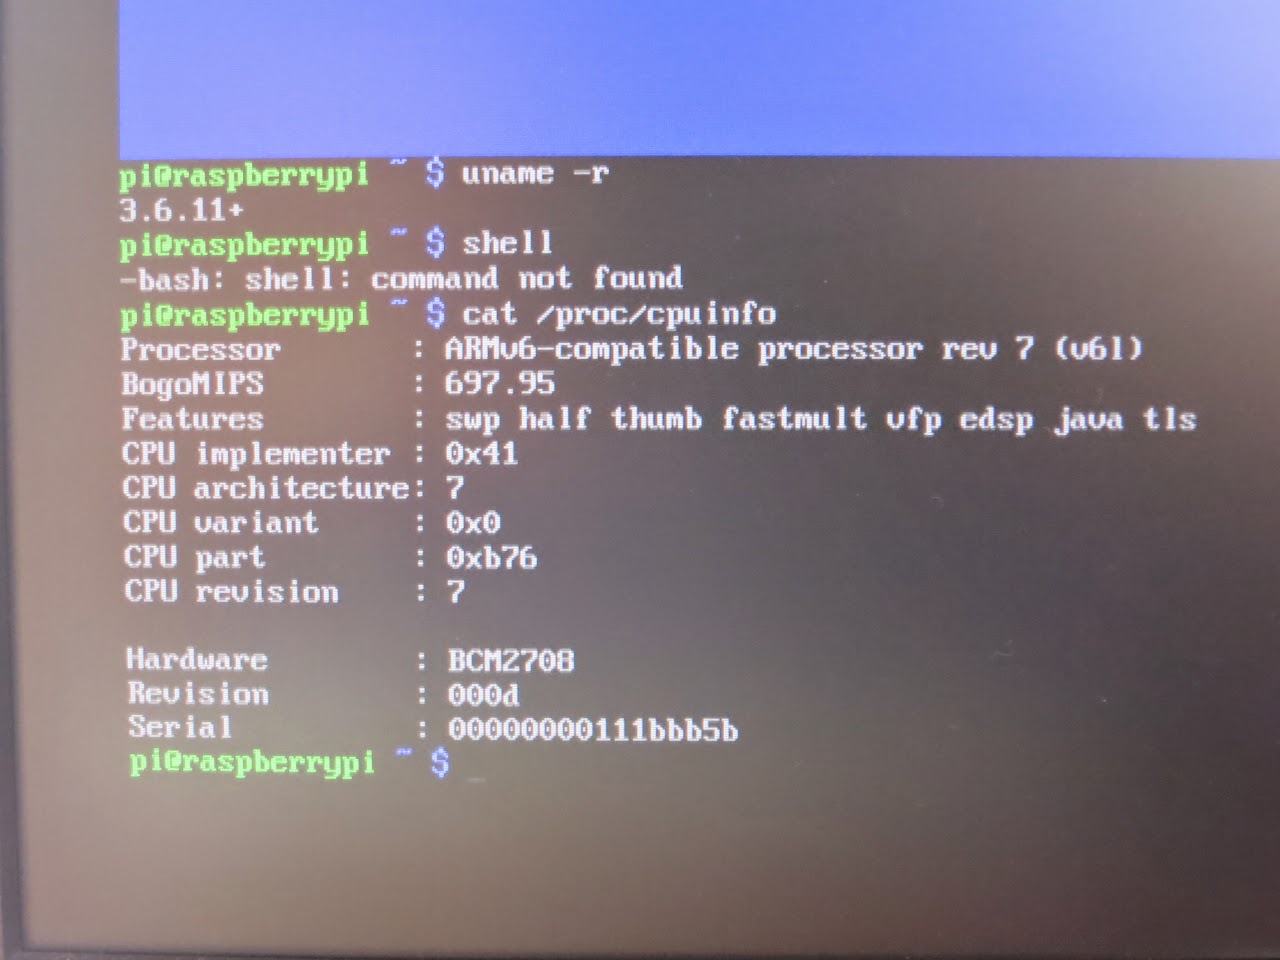 pi@raspberrypi ~ $ uname -r
3.6.11+
pi@raspberrypi ~ $ shell
-bash: shell: command not found
pi@raspberrypi ~ $ cat /proc/cpuinfo
Processor : ARMv6-compatible processor rev 7 (v6l)
BogoMIPS : 697.95
Features : swp half thumb fastmult vfp edsp java tls
CPU implementer : 0x41
CPU architecture: 7
CPU variant : 0x0
CPU part : 0xb76
CPU revision : 7
Hardware : BCM2708
Revision : 000d
Serial : 00000000111bbb5b
pi@raspberrypi ~ $ _